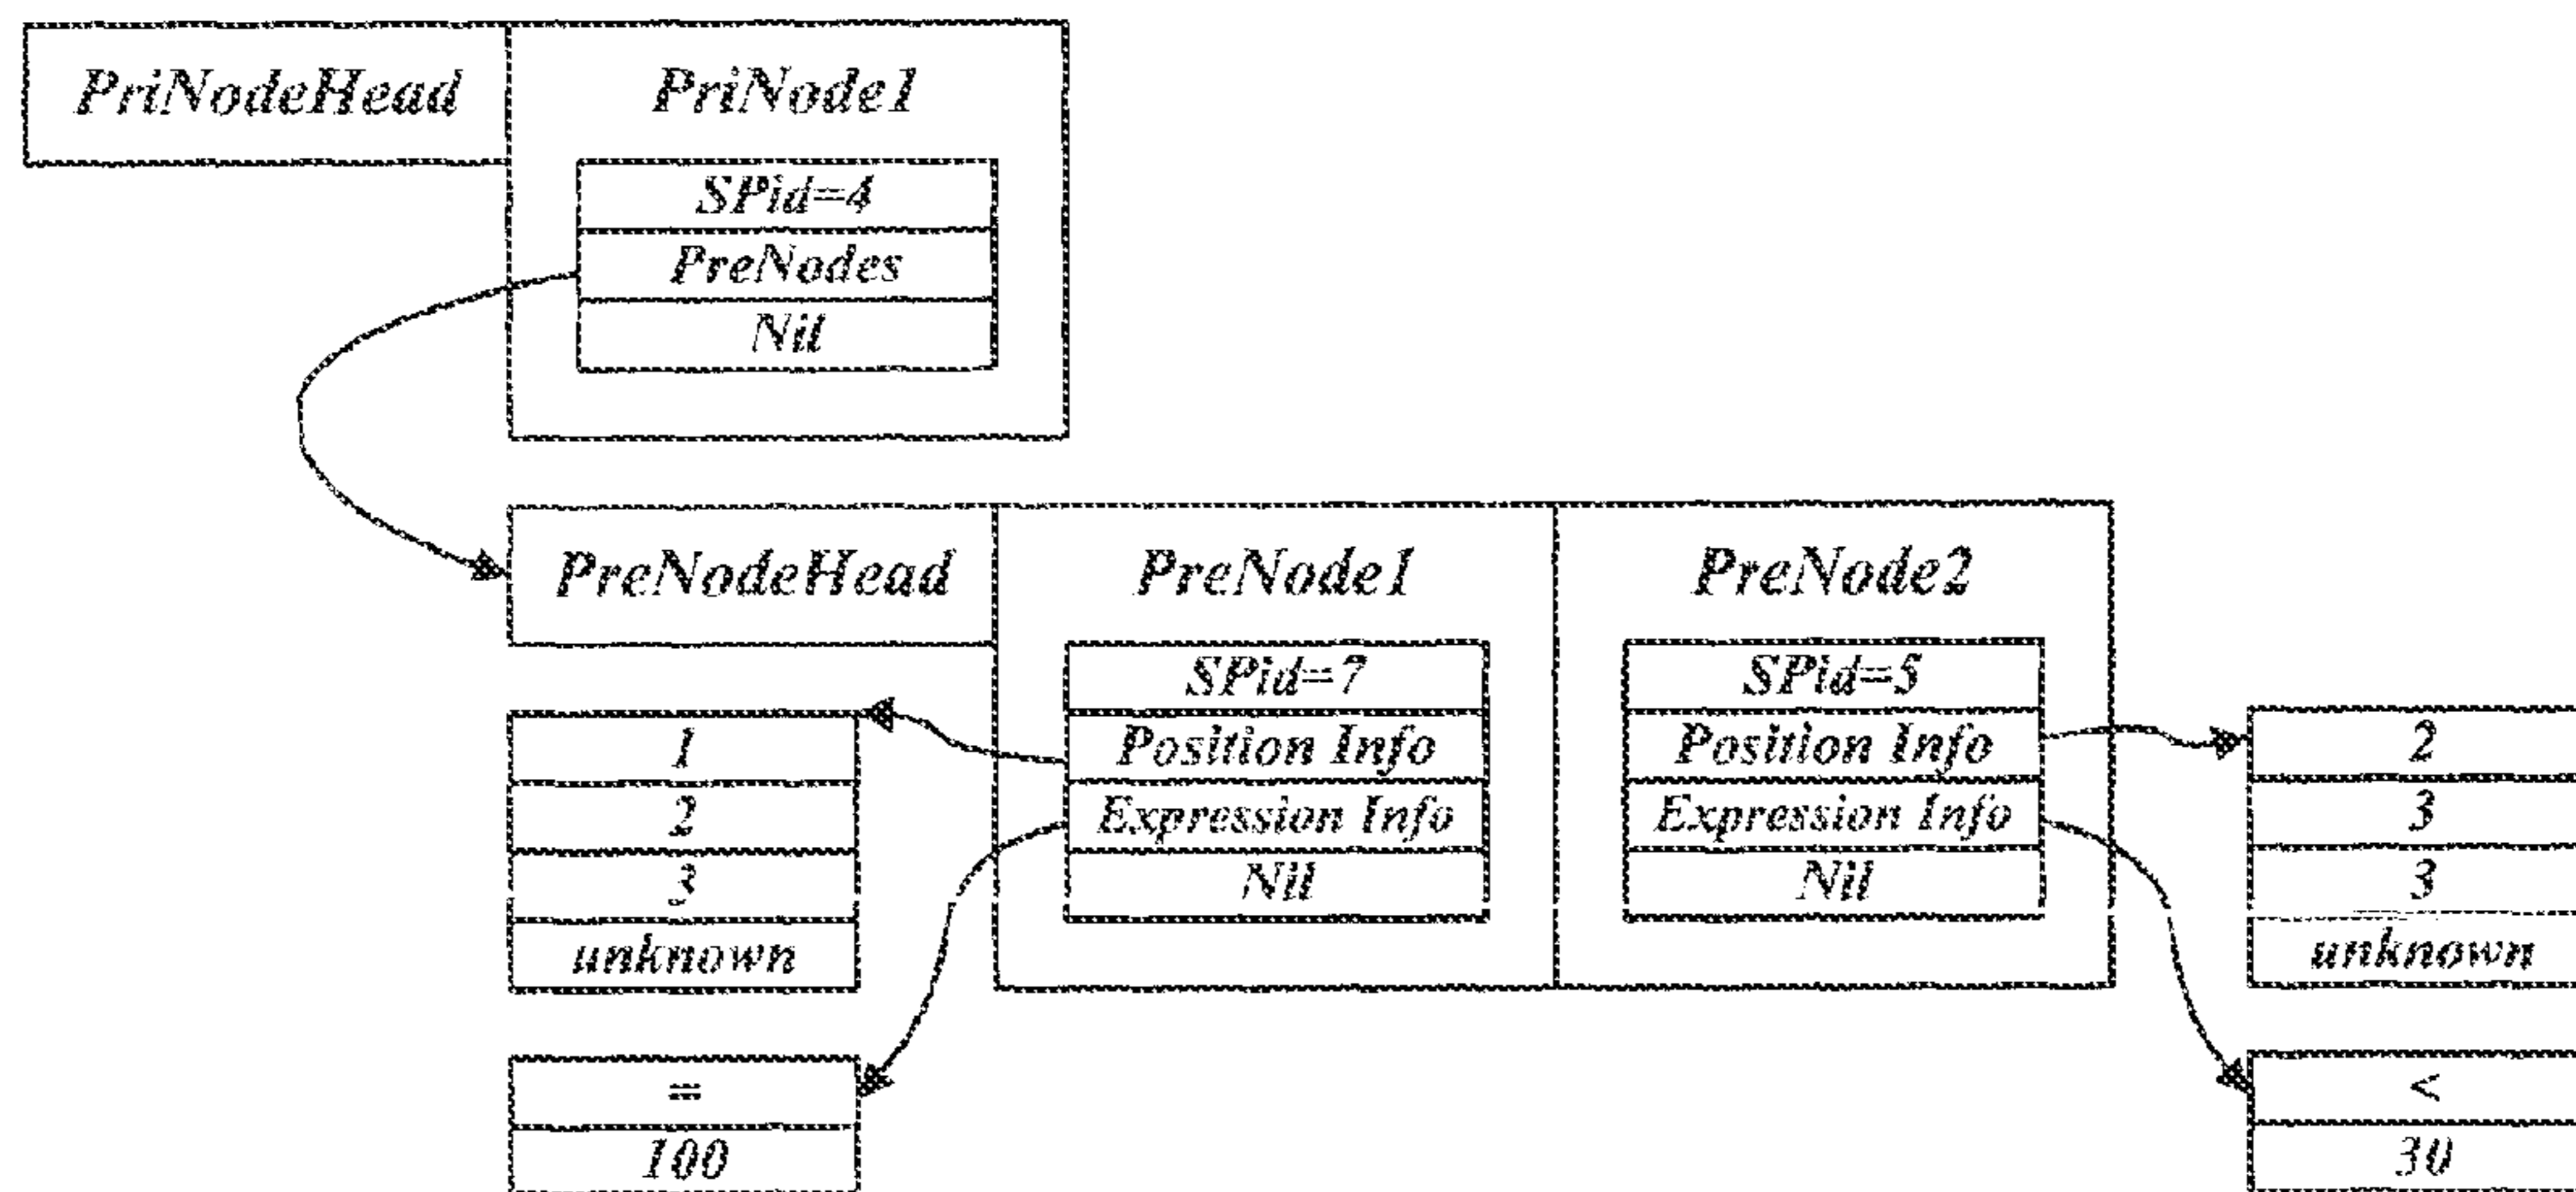 PriNodeHead
PriNode1
SPid=4
PreNodes
Nil
PreNodeHead
PreNode1
PreNode2
SPid=7
Position Info
Expression Info
Nil
SPid=5
Position Info
Expression Info
Nil
1
2
3
unknown
2
3
3
unknown
=
100
<
30